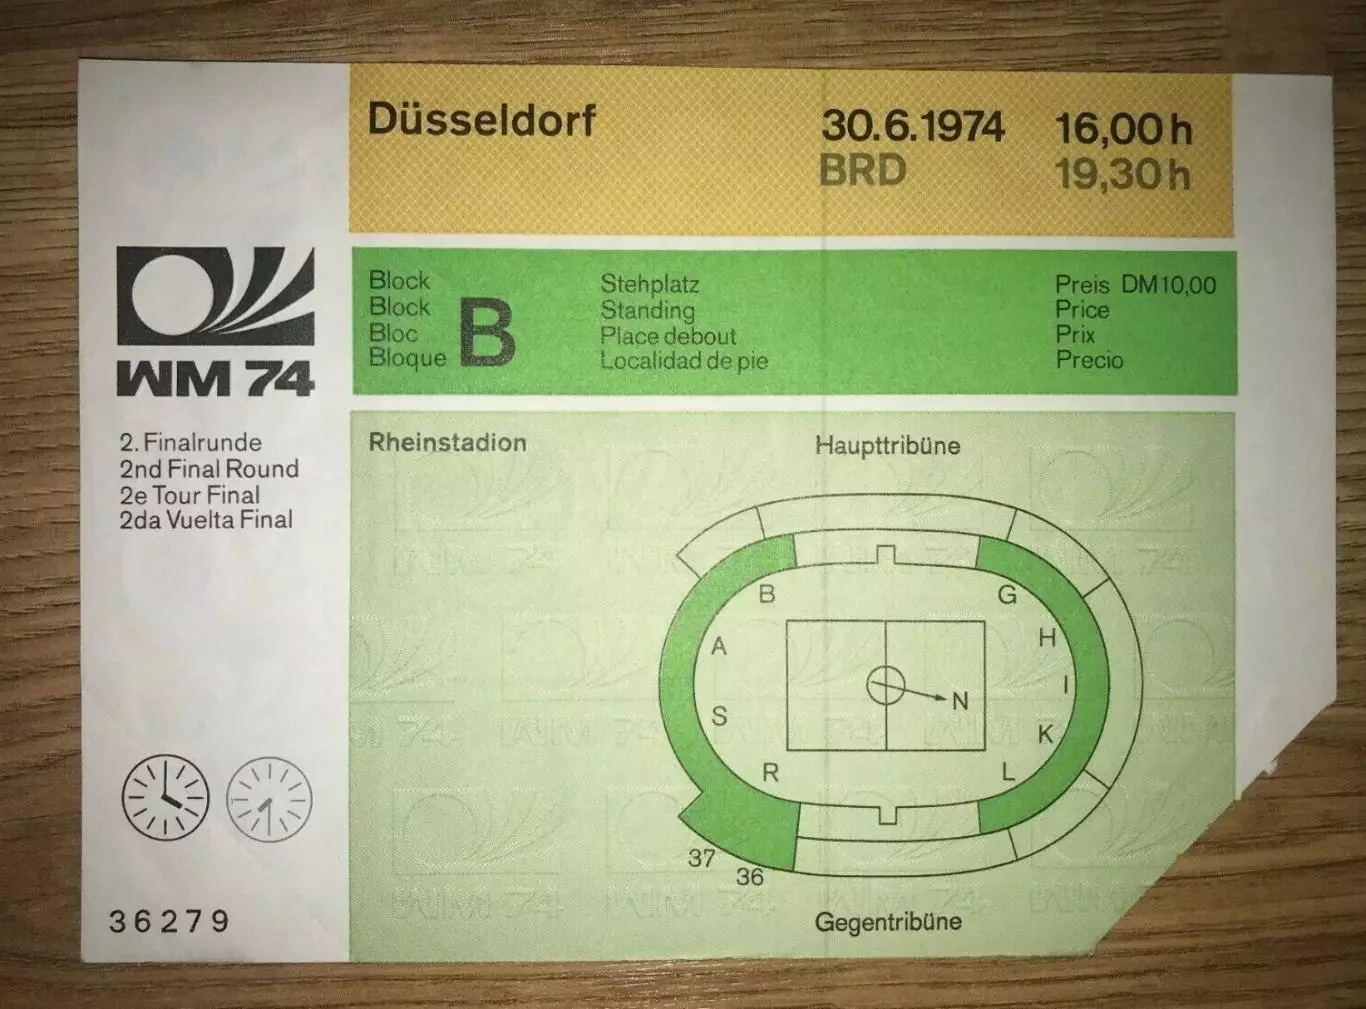 Düsseldorf
30.6.1974 16,00 h
BRD 19,30 h
WM 74
2. Finalrunde
2nd Final Round
2e Tour Final
2da Vuelta Final
Block
Block
Bloc
Bloque
B
Stehplatz
Standing
Place debout
Localidad de pie
Preis DM10,00
Price
Prix
Precio
Rheinstadion
Haupttribüne
B
G
A
H
S
I
N
K
R
L
37
36
Gegentribüne
36279